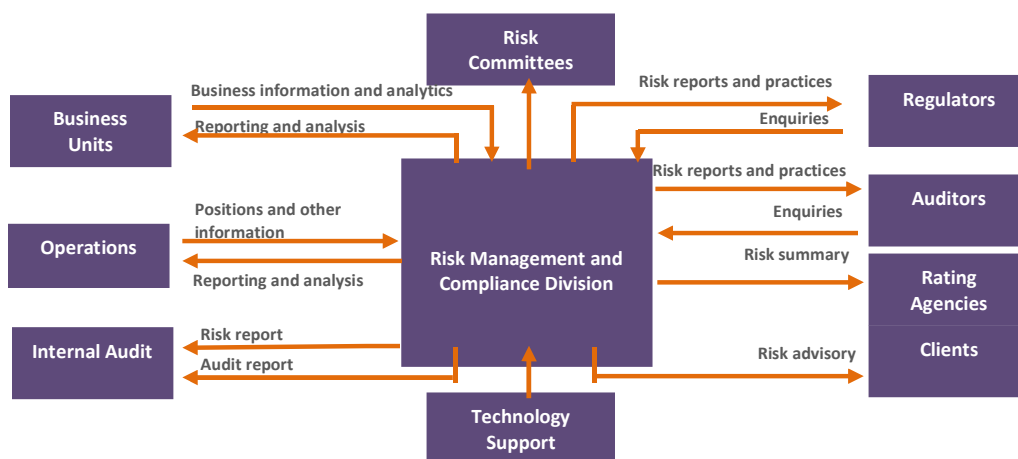 Risk
Committees
Business information and analytics
Risk reports and practices
Business
Units
Regulators
Reporting and analysis
Enquiries
Risk reports and practices
Auditors
Positions and other
information
Enquiries
Operations
Risk Management and
Compliance Division
Risk summary
Reporting and analysis
Rating
Agencies
Risk report
Internal Audit
Clients
Audit report
Risk advisory
Technology
Support